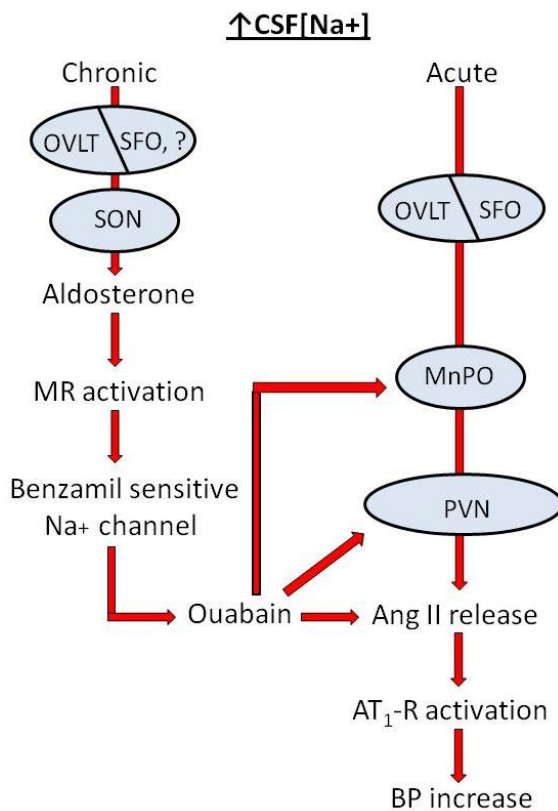 ↑CSF[Na+]
Chronic
OVLT
SFO, ?
SON
Aldosterone
MR activation
Benzamil sensitive
Na+ channel
Ouabain
Acute
OVLT
SFO
MnPO
PVN
Ang II release
AT₁-R activation
BP increase